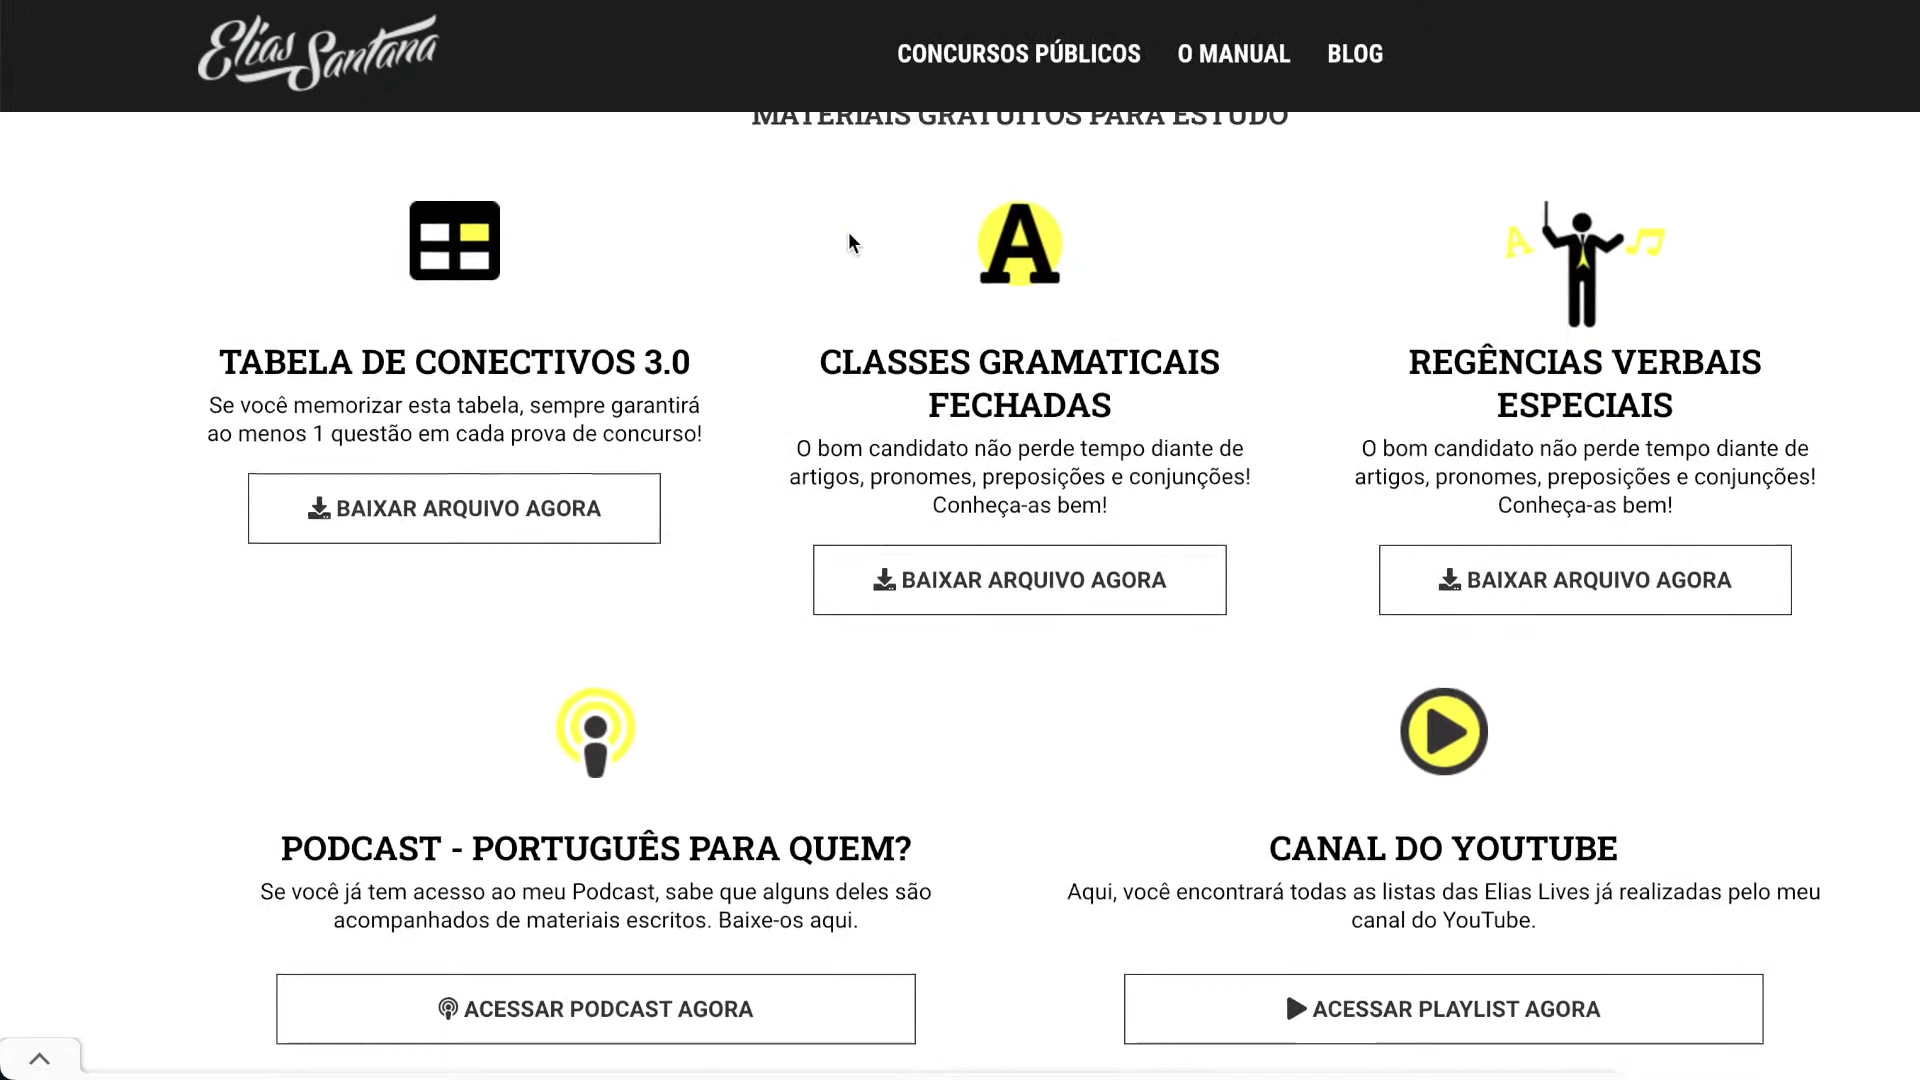 Elias Santana
CONCURSOS PÚBLICOS
O MANUAL
BLOG
MATERIAIS GRATUITOS PARA ESTUDO
TABELA DE CONECTIVOS 3.0
Se você memorizar esta tabela, sempre garantirá
ao menos 1 questão em cada prova de concurso!
BAIXAR ARQUIVO AGORA
CLASSES GRAMATICAIS
FECHADAS
O bom candidato não perde tempo diante de
artigos, pronomes, preposições e conjunções!
Conheça-as bem!
BAIXAR ARQUIVO AGORA
REGÊNCIAS VERBAIS
ESPECIAIS
O bom candidato não perde tempo diante de
artigos, pronomes, preposições e conjunções!
Conheça-as bem!
BAIXAR ARQUIVO AGORA
PODCAST - PORTUGUÊS PARA QUEM?
Se você já tem acesso ao meu Podcast, sabe que alguns deles são
acompanhados de materiais escritos. Baixe-os aqui.
ACESSAR PODCAST AGORA
CANAL DO YOUTUBE
Aqui, você encontrará todas as listas das Elias Lives já realizadas pelo meu
canal do YouTube.
ACESSAR PLAYLIST AGORA